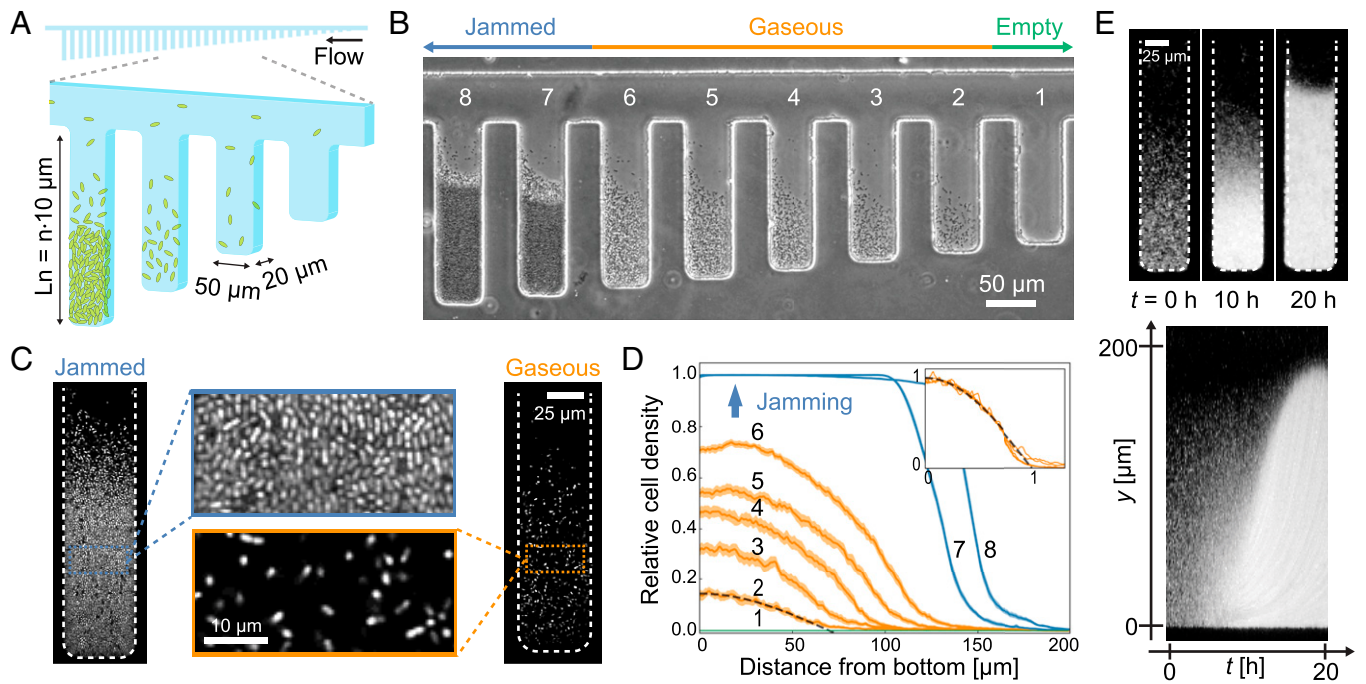 A
Flow
Ln = n·10 µm
50 µm
20 µm
B
Jammed
Gaseous
Empty
8 7 6 5 4 3 2 1
50 µm
C
Jammed
Gaseous
25 µm
10 µm
D
Relative cell density
1.0
0.8
0.6
0.4
0.2
0.0
Jamming
6
5
4
3
2
1
7 8
1
0
0 1
0 50 100 150 200
Distance from bottom [µm]
E
25 µm
t = 0 h 10 h 20 h
200
y [µm]
0
0 t [h] 20